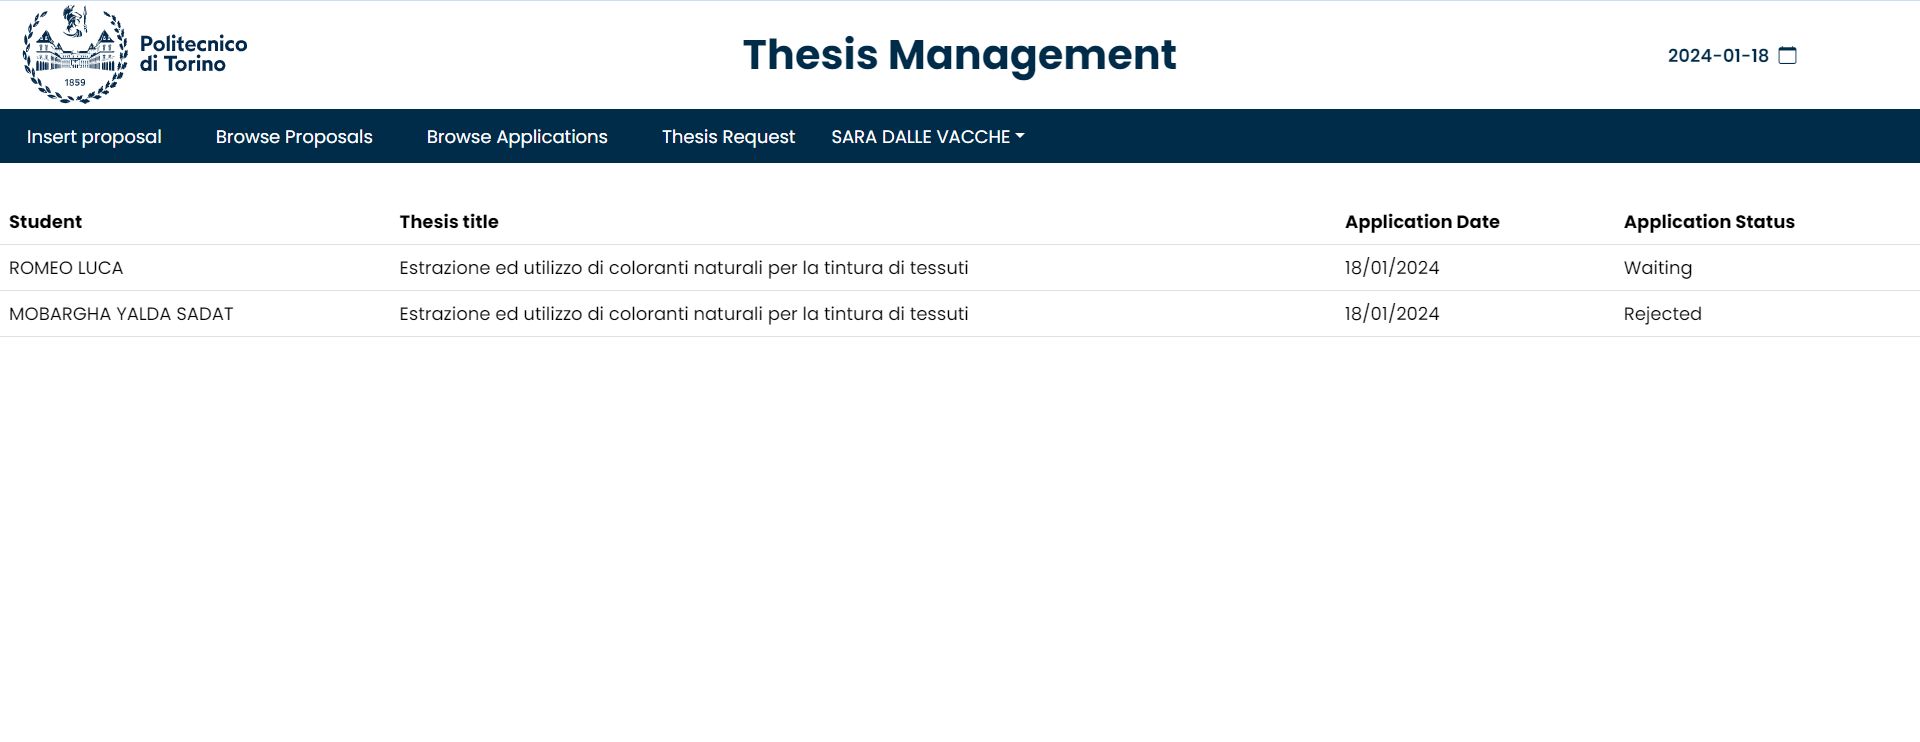 1859
Politecnico
di Torino
Thesis Management
2024-01-18
Insert proposal Browse Proposals Browse Applications Thesis Request SARA DALLE VACCHE
Student Thesis title Application Date Application Status
ROMEO LUCA Estrazione ed utilizzo di coloranti naturali per la tintura di tessuti 18/01/2024 Waiting
MOBARGHA YALDA SADAT Estrazione ed utilizzo di coloranti naturali per la tintura di tessuti 18/01/2024 Rejected